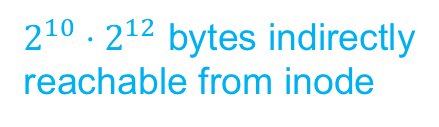 2¹⁰ · 2¹² bytes indirectly
reachable from inode